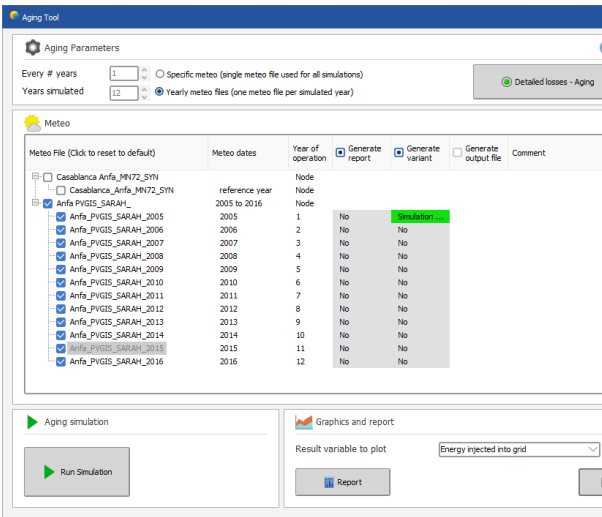 Aging Tool
Aging Parameters
Every # years 1 Specific meteo (single meteo file used for all simulations)
Years simulated 12 Yearly meteo files (one meteo file per simulated year)
Detailed losses - Aging
Meteo
Meteo File (Click to reset to default) Meteo dates Year of operation Generate report Generate variant Generate output file Comment
Casablanca Anfa_MN72_SYN Node
Casablanca_Anfa_MN72_SYN reference year Node
Anfa PVGIS_SARAH_ 2005 to 2016 Node
Anfa_PVGIS_SARAH_2005 2005 1 No Simulation ...
Anfa_PVGIS_SARAH_2006 2006 2 No No
Anfa_PVGIS_SARAH_2007 2007 3 No No
Anfa_PVGIS_SARAH_2008 2008 4 No No
Anfa_PVGIS_SARAH_2009 2009 5 No No
Anfa_PVGIS_SARAH_2010 2010 6 No No
Anfa_PVGIS_SARAH_2011 2011 7 No No
Anfa_PVGIS_SARAH_2012 2012 8 No No
Anfa_PVGIS_SARAH_2013 2013 9 No No
Anfa_PVGIS_SARAH_2014 2014 10 No No
Anfa_PVGIS_SARAH_2015 2015 11 No No
Anfa_PVGIS_SARAH_2016 2016 12 No No
Aging simulation
Run Simulation
Graphics and report
Result variable to plot Energy injected into grid
Report